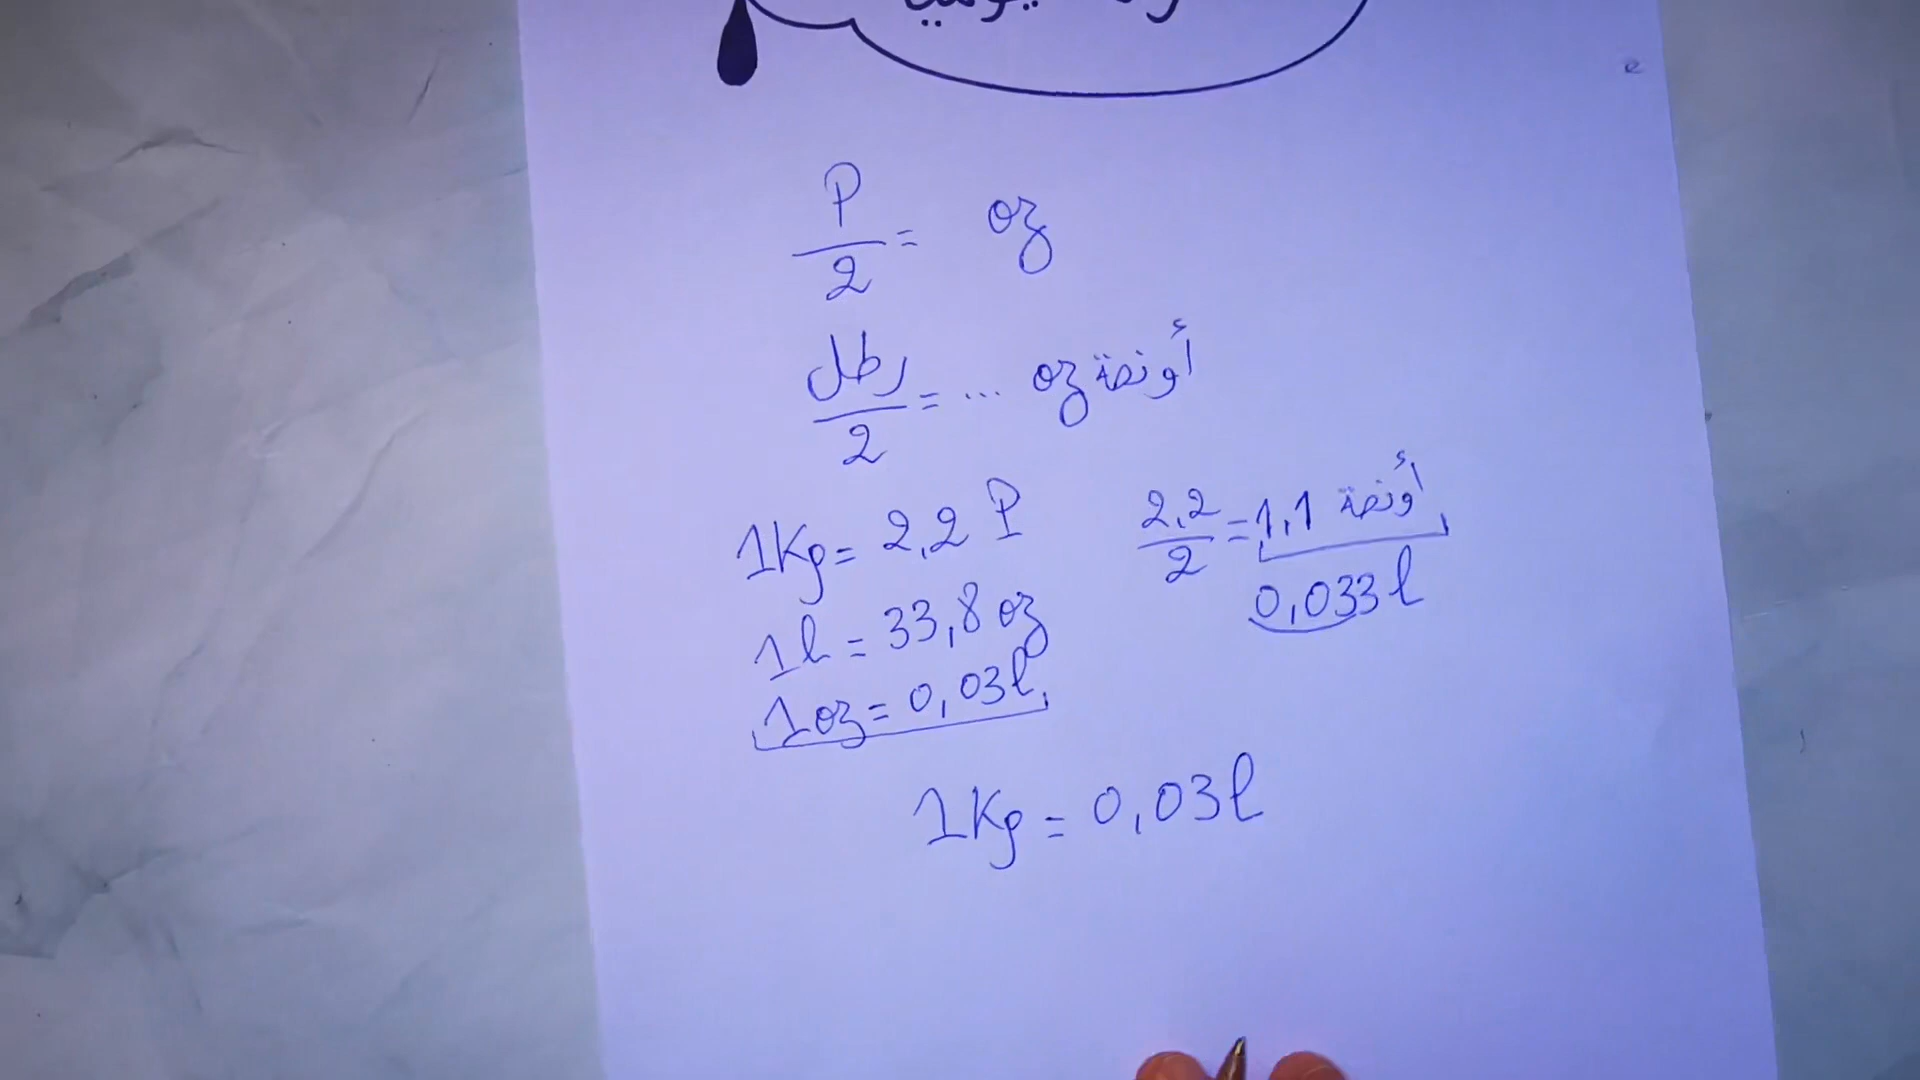 P/2 = oz
رطل/2 = ... oz أونصة
1Kg = 2,2 P
2,2/2 = 1,1 أونصة
1l = 33,8 oz
0,033l
1oz = 0,03l
1Kg = 0,03l